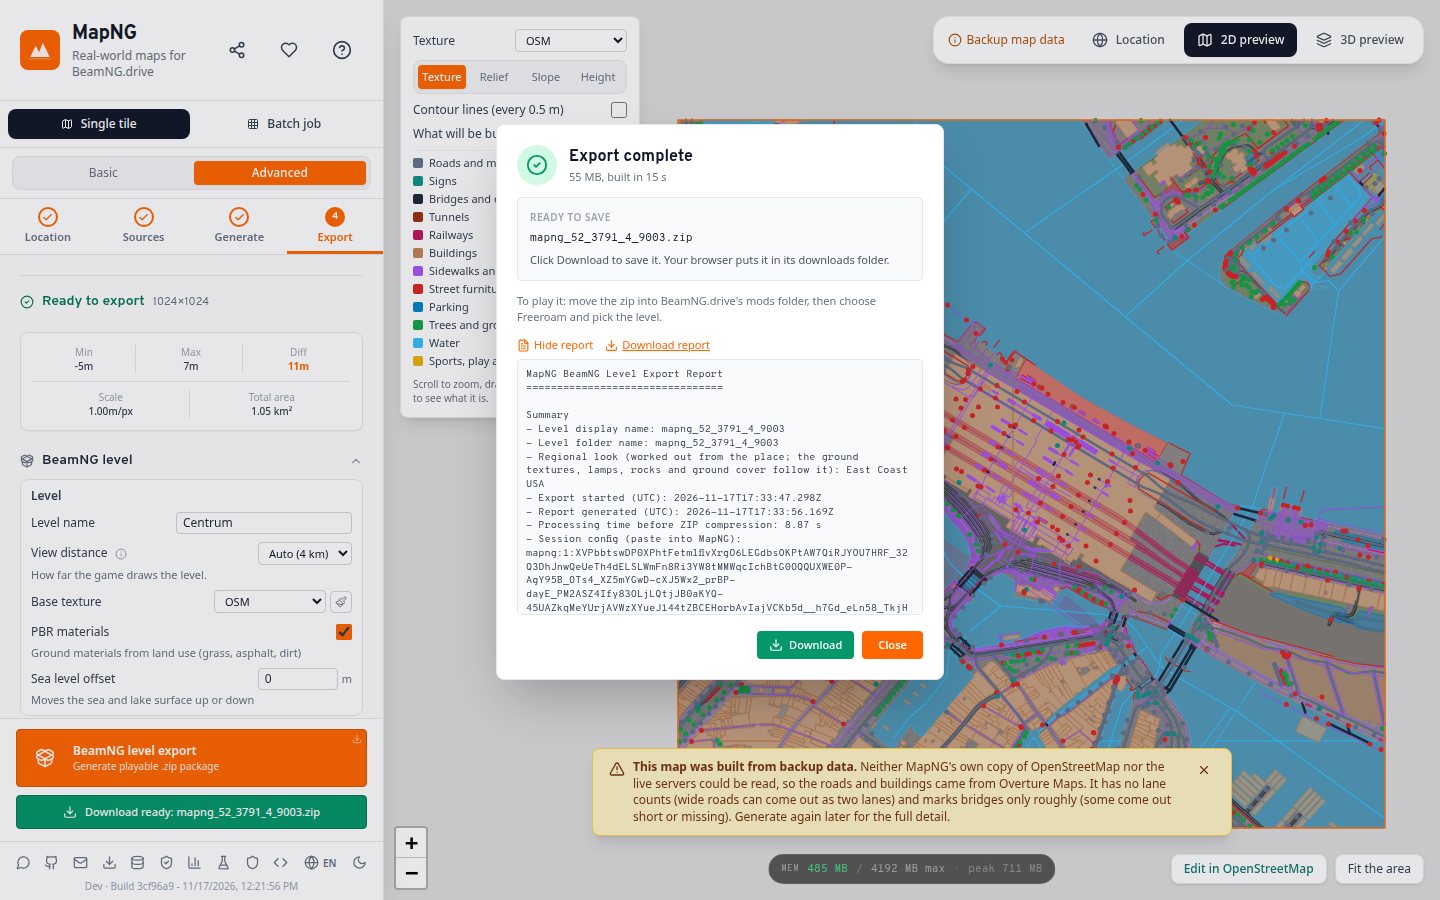 MapNG
Real-world maps for
BeamNG.drive
Single tile
Batch job
Basic
Advanced
Location
Sources
Generate
4
Export
Ready to export 1024×1024
Min
-5m
Max
7m
Diff
11m
Scale
1.00m/px
Total area
1.05 km²
BeamNG level
Level
Level name
Centrum
View distance
Auto (4 km)
How far the game draws the level.
Base texture
OSM
PBR materials
Ground materials from land use (grass, asphalt, dirt)
Sea level offset
0
m
Moves the sea and lake surface up or down
BeamNG level export
Generate playable .zip package
Download ready: mapng_52_3791_4_9003.zip
EN
Dev · Build 3cf96a9 - 11/17/2026, 12:21:56 PM
Texture
OSM
Texture
Relief
Slope
Height
Contour lines (every 0.5 m)
What will be bu
Roads and m
Signs
Bridges and
Tunnels
Railways
Buildings
Sidewalks an
Street furnitu
Parking
Trees and gr
Water
Sports, play a
Scroll to zoom, dra
to see what it is.
Backup map data
Location
2D preview
3D preview
Export complete
55 MB, built in 15 s
READY TO SAVE
mapng_52_3791_4_9003.zip
Click Download to save it. Your browser puts it in its downloads folder.
To play it: move the zip into BeamNG.drive's mods folder, then choose
Freeroam and pick the level.
Hide report
Download report
MapNG BeamNG Level Export Report
================================
Summary
- Level display name: mapng_52_3791_4_9003
- Level folder name: mapng_52_3791_4_9003
- Regional look (worked out from the place; the ground
textures, lamps, rocks and ground cover follow it): East Coast
USA
- Export started (UTC): 2026-11-17T17:33:47.298Z
- Report generated (UTC): 2026-11-17T17:33:56.169Z
- Processing time before ZIP compression: 8.87 s
- Session config (paste into MapNG):
Download
Close
This map was built from backup data. Neither MapNG's own copy of OpenStreetMap nor the
live servers could be read, so the roads and buildings came from Overture Maps. It has no lane
counts (wide roads can come out as two lanes) and marks bridges only roughly (some come out
short or missing). Generate again later for the full detail.
+
−
MEM 485 MB / 4192 MB max · peak 711 MB
Edit in OpenStreetMap
Fit the area